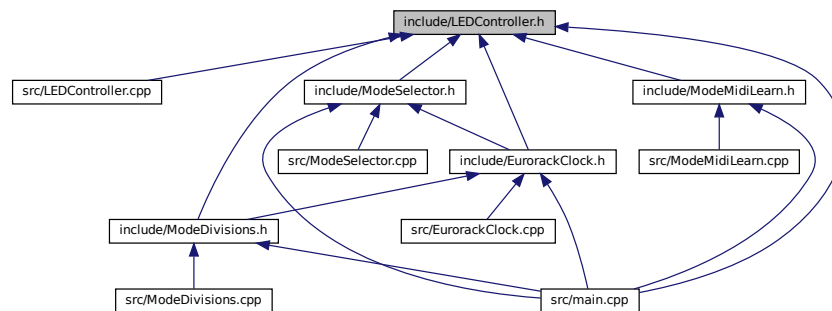 include/LEDController.h
src/LEDController.cpp
include/ModeSelector.h
include/ModeMidiLearn.h
src/ModeSelector.cpp
include/EurorackClock.h
src/ModeMidiLearn.cpp
include/ModeDivisions.h
src/EurorackClock.cpp
src/ModeDivisions.cpp
src/main.cpp